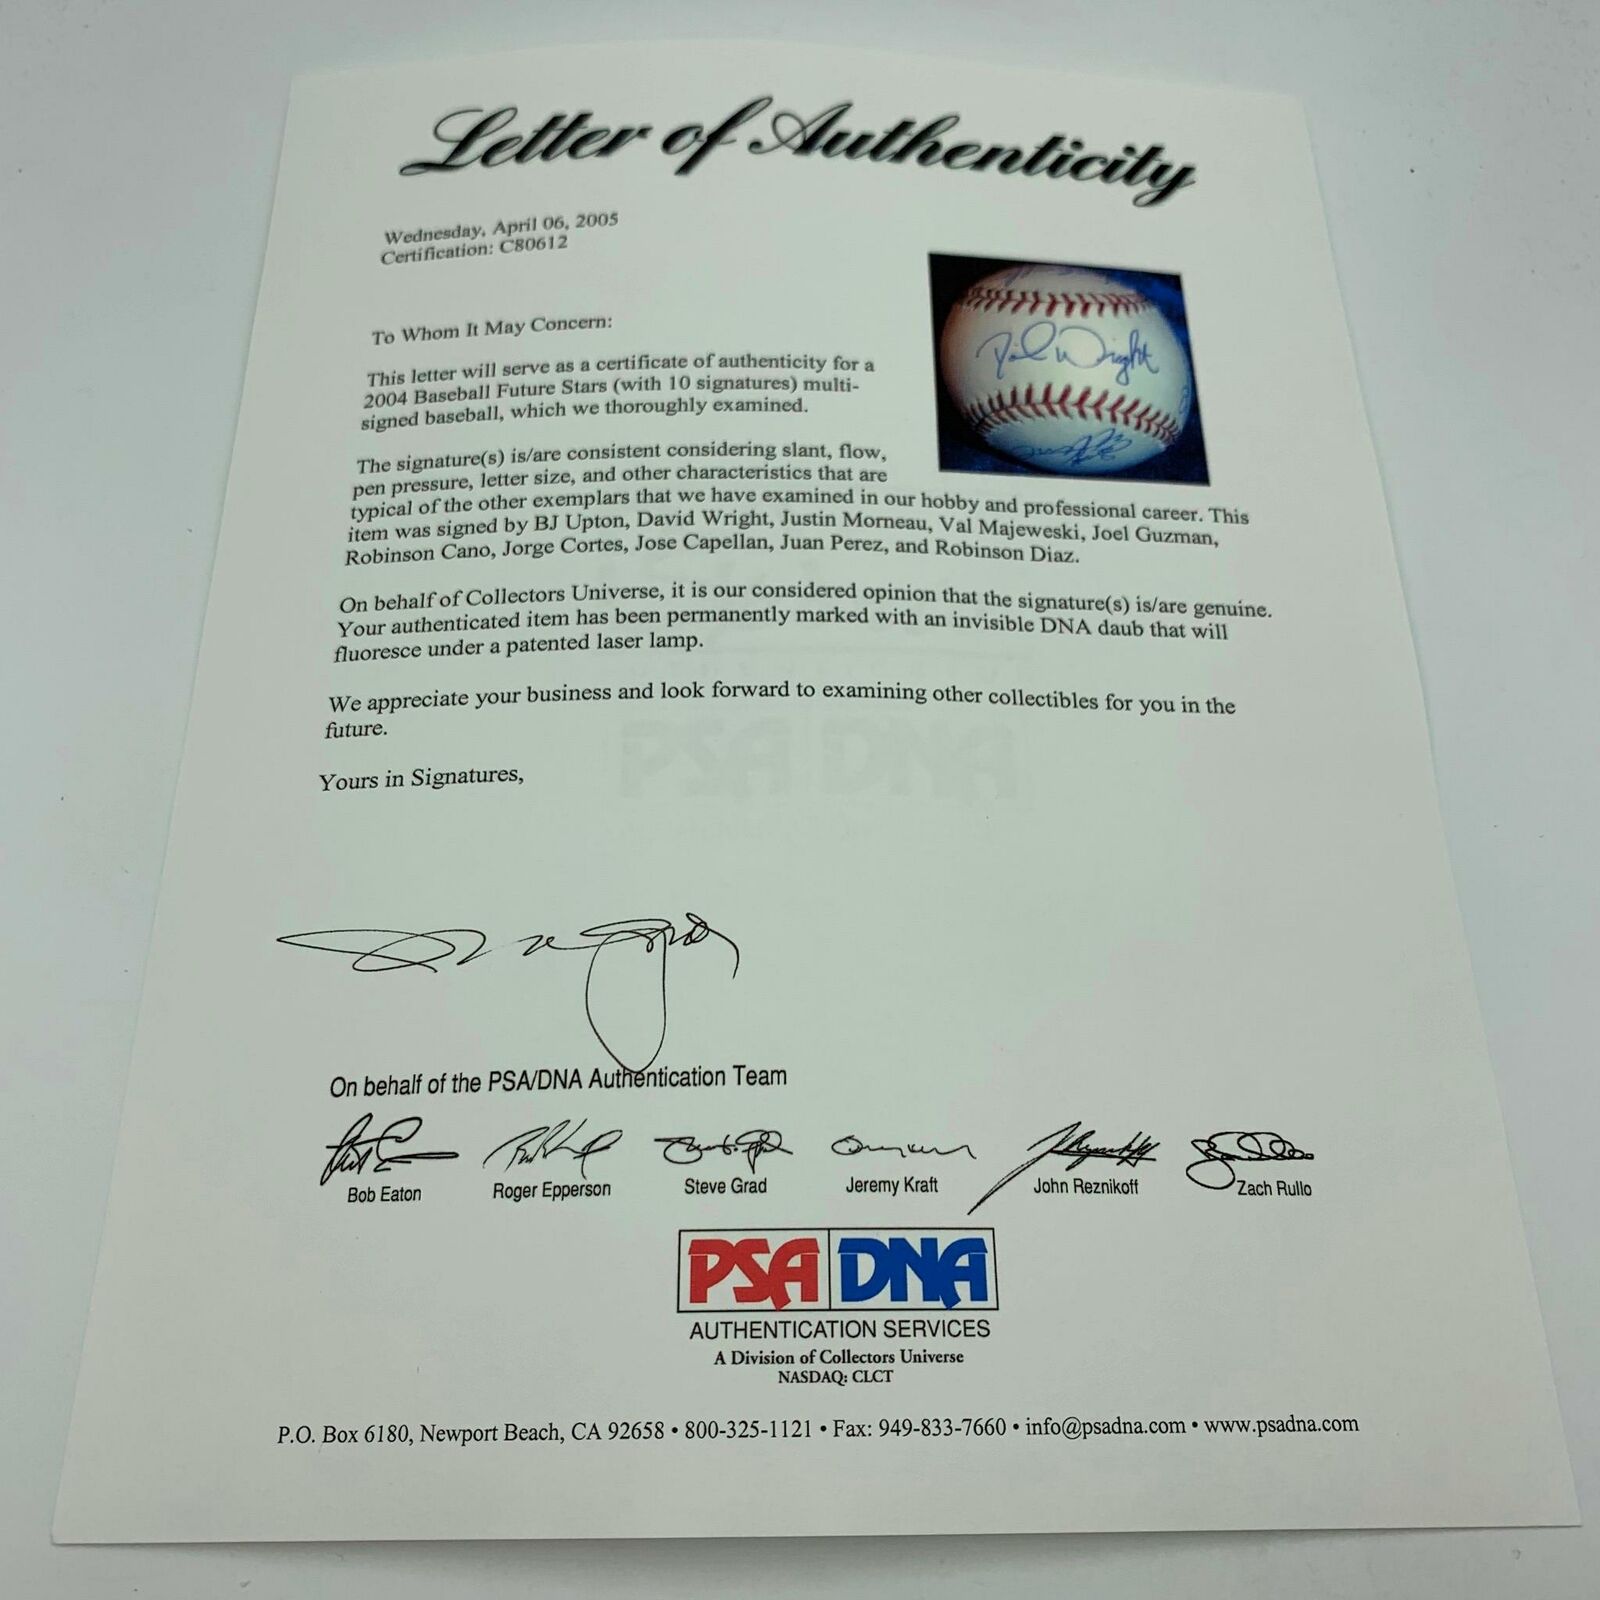 Letter of Authenticity
Wednesday, April 06, 2005
Certification: C80612
To Whom It May Concern:
This letter will serve as a certificate of authenticity for a
2004 Baseball Future Stars (with 10 signatures) multi-
signed baseball, which we thoroughly examined.
David Wright
The signature(s) is/are consistent considering slant, flow,
pen pressure, letter size, and other characteristics that are
typical of the other exemplars that we have examined in our hobby and professional career. This
item was signed by BJ Upton, David Wright, Justin Morneau, Val Majeweski, Joel Guzman,
Robinson Cano, Jorge Cortes, Jose Capellan, Juan Perez, and Robinson Diaz.
On behalf of Collectors Universe, it is our considered opinion that the signature(s) is/are genuine.
Your authenticated item has been permanently marked with an invisible DNA daub that will
fluoresce under a patented laser lamp.
We appreciate your business and look forward to examining other collectibles for you in the
future.
Yours in Signatures,
On behalf of the PSA/DNA Authentication Team
Bob Eaton Roger Epperson Steve Grad Jeremy Kraft John Reznikoff Zach Rullo
PSA DNA
AUTHENTICATION SERVICES
A Division of Collectors Universe
NASDAQ: CLCT
P.O. Box 6180, Newport Beach, CA 92658 • 800-325-1121 • Fax: 949-833-7660 • info@psadna.com • www.psadna.com